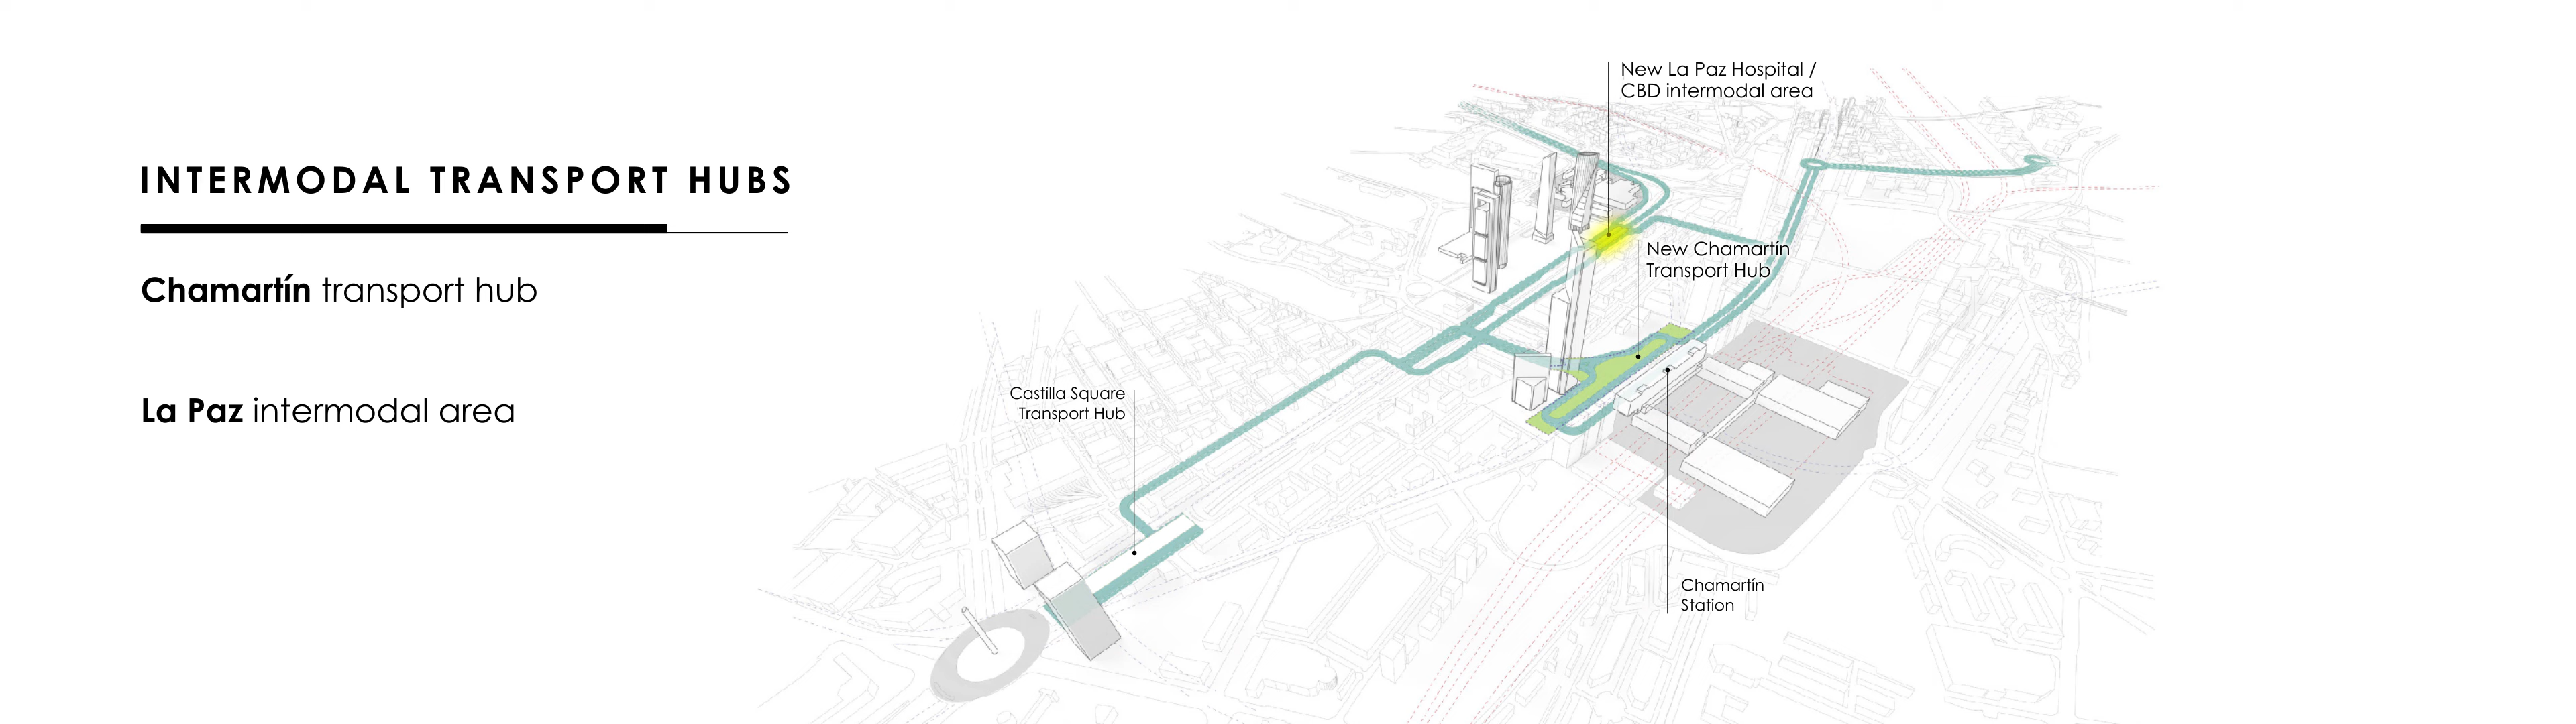 INTERMODAL TRANSPORT HUBS
Chamartín transport hub
La Paz intermodal area
New La Paz Hospital /
CBD intermodal area
New Chamartín
Transport Hub
Castilla Square
Transport Hub
Chamartín
Station